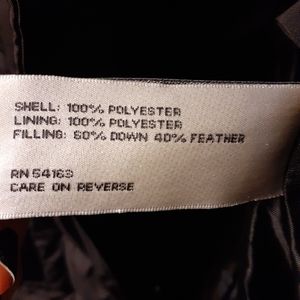 SHELL: 100% POLYESTER
LINING: 100% POLYESTER
FILLING: 60% DOWN 40% FEATHER
RN 54163
CARE ON REVERSE